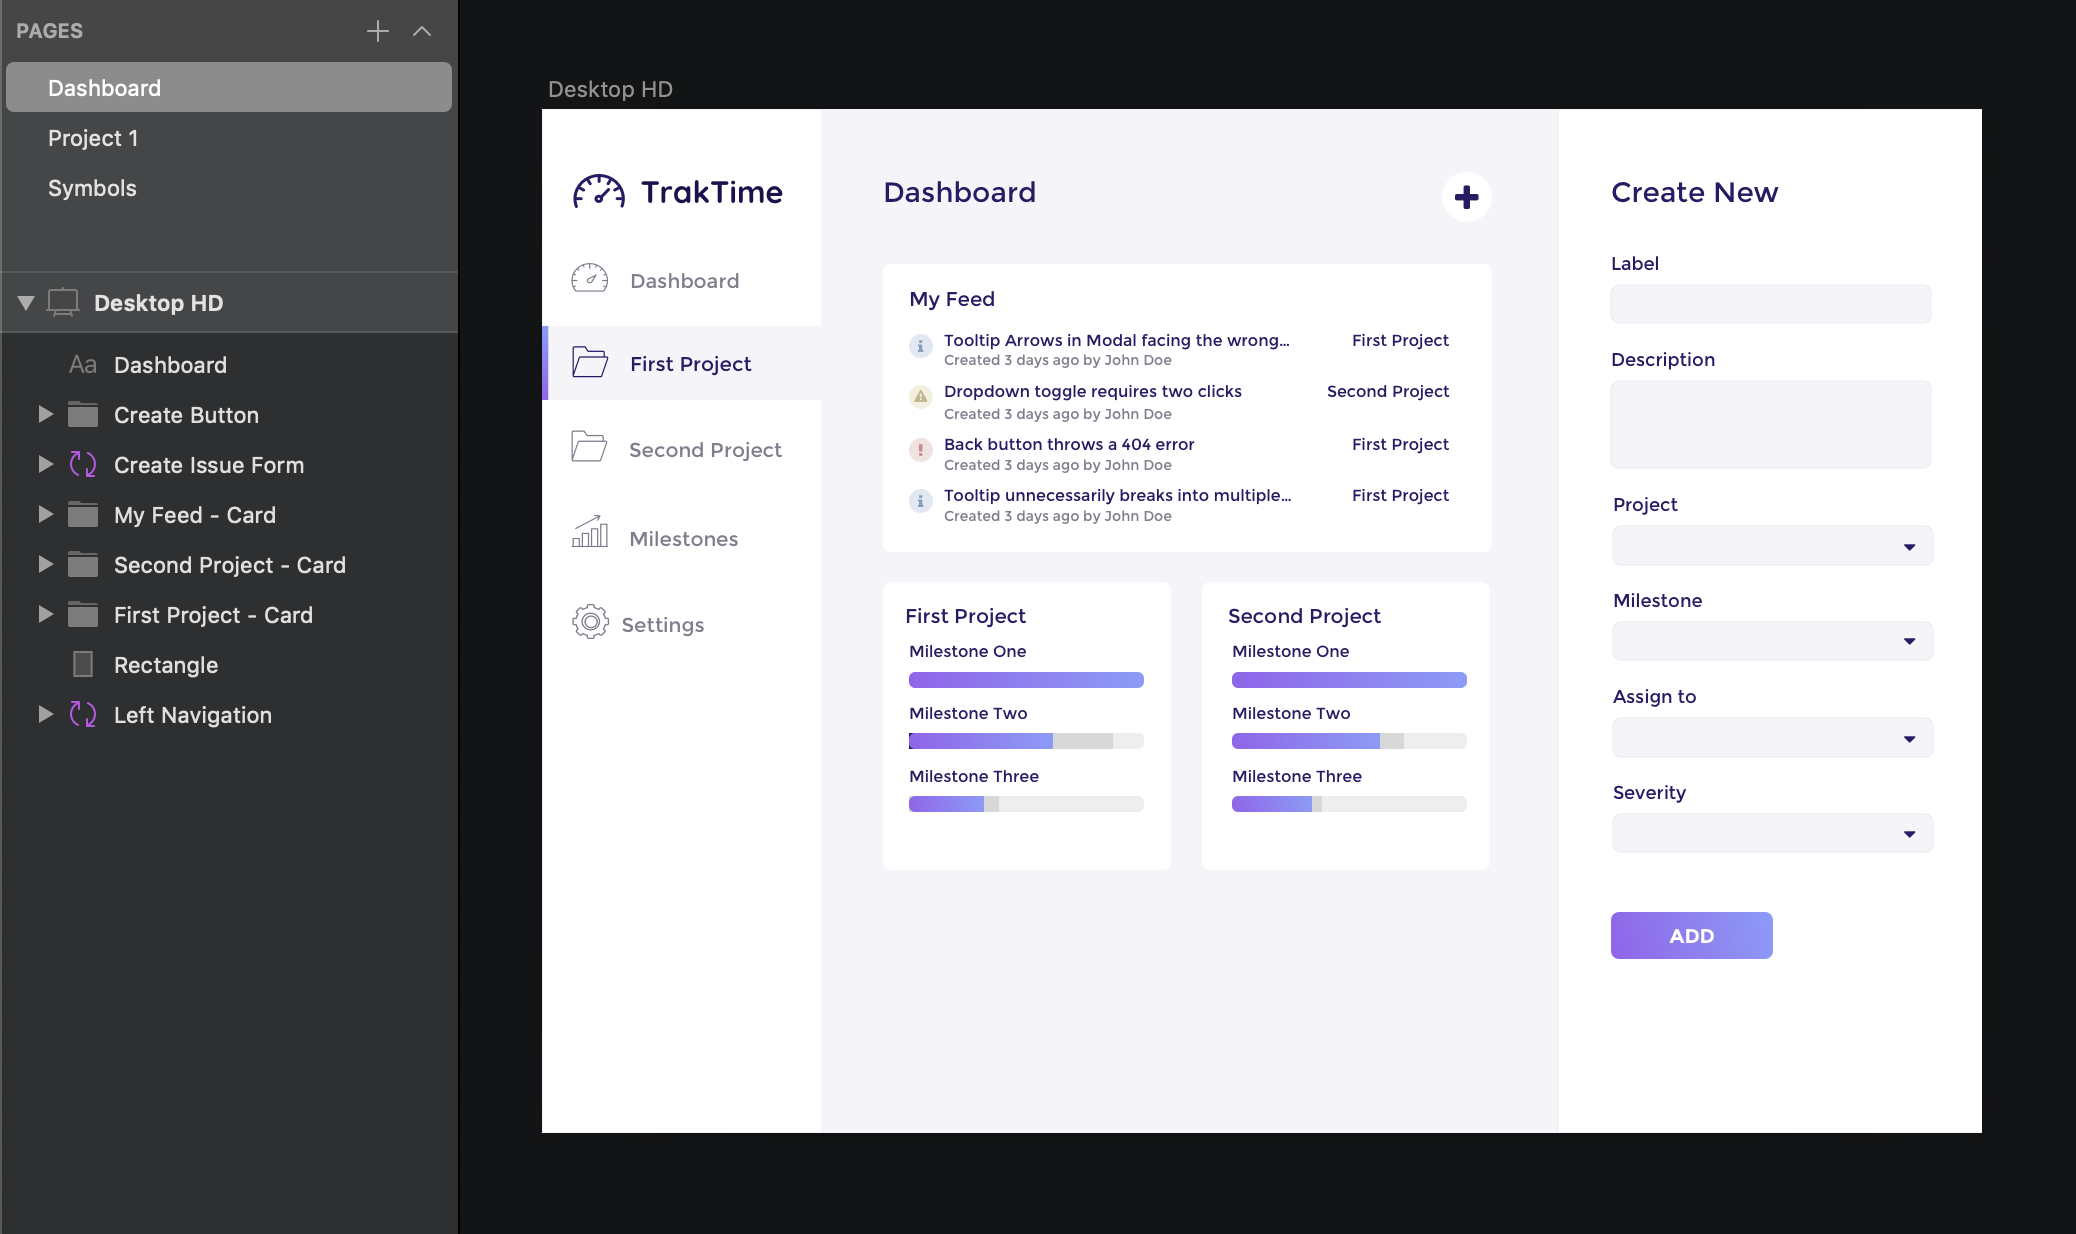 PAGES
Dashboard
Project 1
Symbols
Desktop HD
Aa Dashboard
Create Button
Create Issue Form
My Feed - Card
Second Project - Card
First Project - Card
Rectangle
Left Navigation
Desktop HD
TrakTime
Dashboard
First Project
Second Project
Milestones
Settings
Dashboard
My Feed
Tooltip Arrows in Modal facing the wrong... First Project
Created 3 days ago by John Doe
Dropdown toggle requires two clicks Second Project
Created 3 days ago by John Doe
Back button throws a 404 error First Project
Created 3 days ago by John Doe
Tooltip unnecessarily breaks into multiple... First Project
Created 3 days ago by John Doe
First Project
Milestone One
Milestone Two
Milestone Three
Second Project
Milestone One
Milestone Two
Milestone Three
Create New
Label
Description
Project
Milestone
Assign to
Severity
ADD